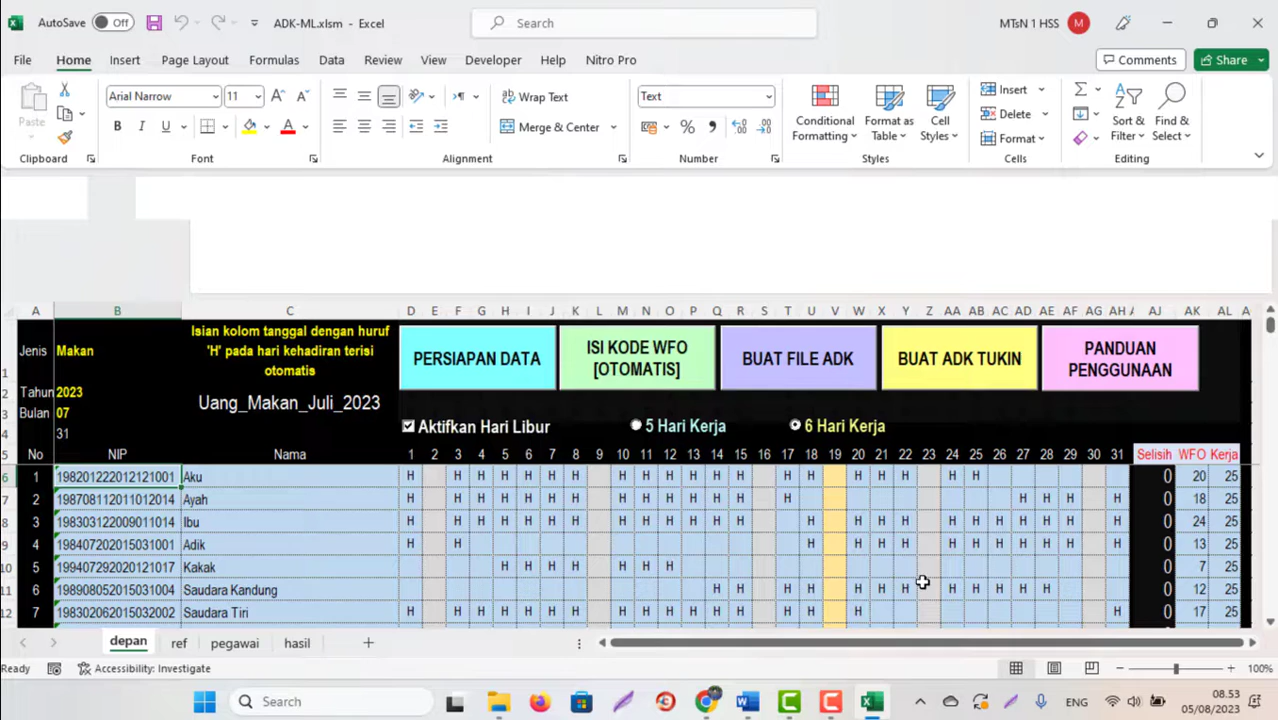 AutoSave Off ADK-ML.xlsm - Excel Search MTsN 1 HSS M
File Home Insert Page Layout Formulas Data Review View Developer Help Nitro Pro Comments Share
Paste Arial Narrow 11 Wrap Text Text Conditional Formatting Format as Table Cell Styles Insert Sort & Filter Find & Select
B I U Merge & Center Delete
Format
Clipboard Font Alignment Number Styles Cells Editing
A B C D E F G H I J K L M N O P Q R S T U V W X Y Z AA AB AC AD AE AF AG AH AJ AK AL
Jenis Makan
Isian kolom tanggal dengan huruf
'H' pada hari kehadiran terisi
otomatis
PERSIAPAN DATA
ISI KODE WFO
[OTOMATIS]
BUAT FILE ADK
BUAT ADK TUKIN
PANDUAN
PENGGUNAAN
Tahun 2023
Bulan 07 Uang_Makan_Juli_2023
31 Aktifkan Hari Libur 5 Hari Kerja 6 Hari Kerja
No NIP Nama 1 2 3 4 5 6 7 8 9 10 11 12 13 14 15 16 17 18 19 20 21 22 23 24 25 26 27 28 29 30 31 Selisih WFO Kerja
1 198201222012121001 Aku H H H H H H H H H H H H H H H H H H H H 0 20 25
2 198708112011012014 Ayah H H H H H H H H H H H H H H H H H 0 18 25
3 198303122009011014 Ibu H H H H H H H H H H H H H H H H H H H H H H H H 0 24 25
4 198407202015031001 Adik H H H H H H H H H H H H H 0 13 25
5 199407292020121017 Kakak H H H H H H H 0 7 25
6 198908052015031004 Saudara Kandung H H H H H H H H H H H H 0 12 25
7 198302062015032002 Saudara Tiri H H H H H H H H H H H H H H H H H 0 17 25
depan ref pegawai hasil
Ready Accessibility: Investigate 100%
Search ENG 08.53
05/08/2023